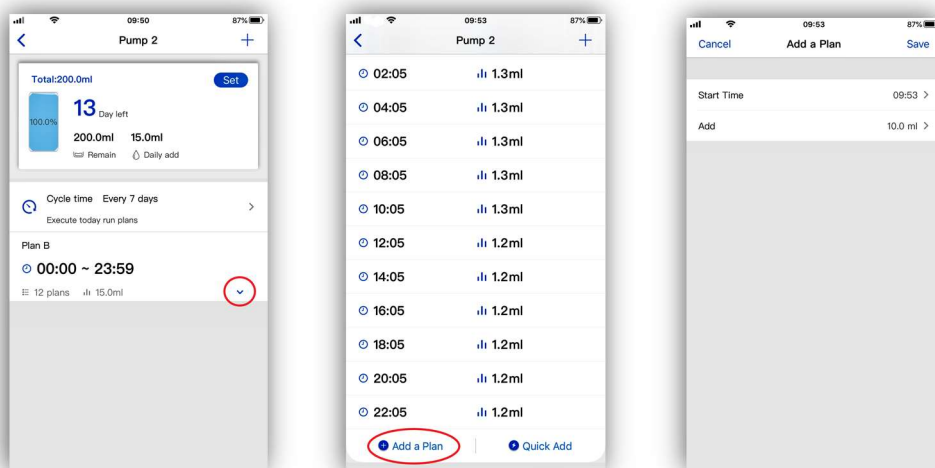 09:50 87%
Pump 2
Total:200.0ml Set
100.0% 13 Day left
200.0ml 15.0ml
Remain Daily add
Cycle time Every 7 days
Execute today run plans
Plan B
00:00 ~ 23:59
12 plans 15.0ml
09:53 87%
Pump 2
02:05 1.3ml
04:05 1.3ml
06:05 1.3ml
08:05 1.3ml
10:05 1.3ml
12:05 1.2ml
14:05 1.2ml
16:05 1.2ml
18:05 1.2ml
20:05 1.2ml
22:05 1.2ml
Add a Plan Quick Add
09:53 87%
Cancel Add a Plan Save
Start Time 09:53
Add 10.0 ml